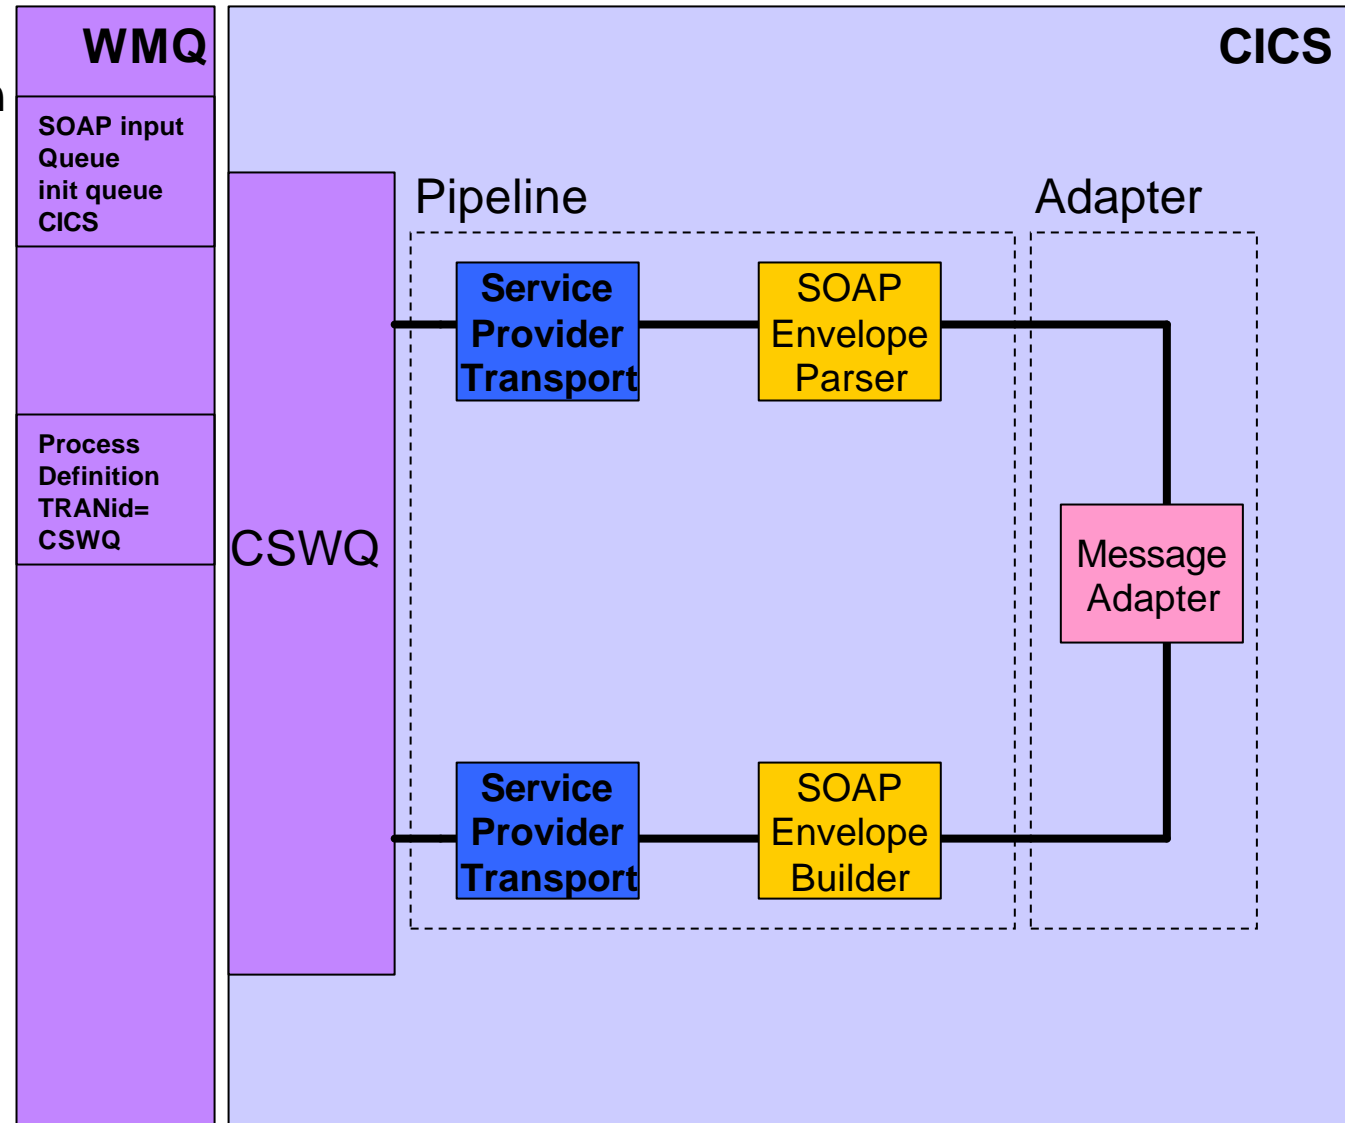 WMQ
CICS
n
SOAP input
Queue
init queue
CICS
Pipeline
Adapter
Service
Provider
Transport
SOAP
Envelope
Parser
Process
Definition
TRANid=
CSWQ
CSWQ
Message
Adapter
Service
Provider
Transport
SOAP
Envelope
Builder